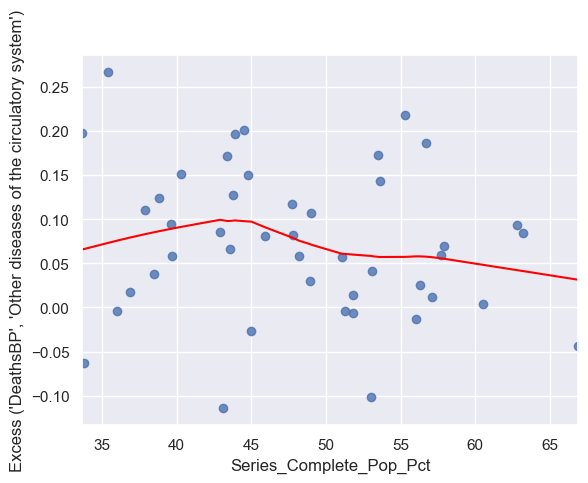 Excess ('DeathsBP', 'Other diseases of the circulatory system')
0.25
0.20
0.15
0.10
0.05
0.00
−0.05
−0.10
35 40 45 50 55 60 65
Series_Complete_Pop_Pct